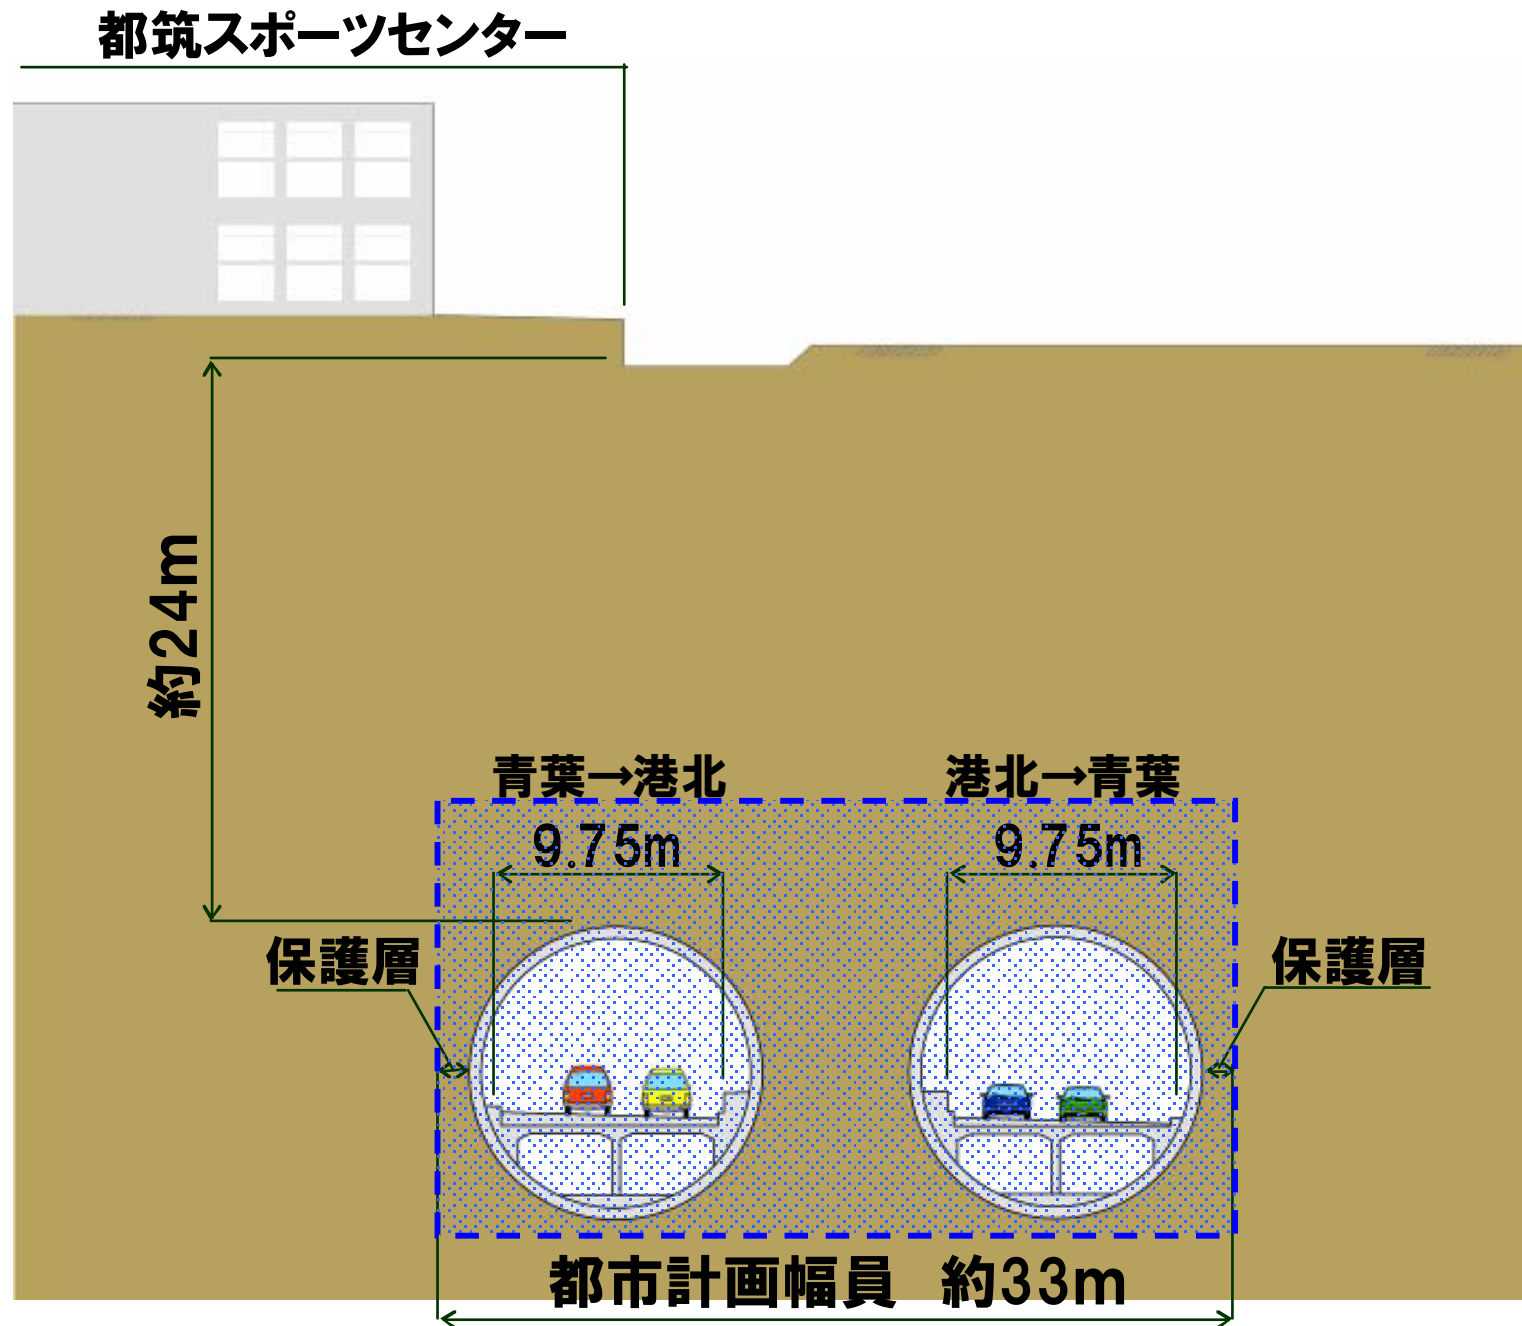 都筑スポーツセンター
約24m
青葉→港北
港北→青葉
9.75m
9.75m
保護層
保護層
都市計画幅員　約33m